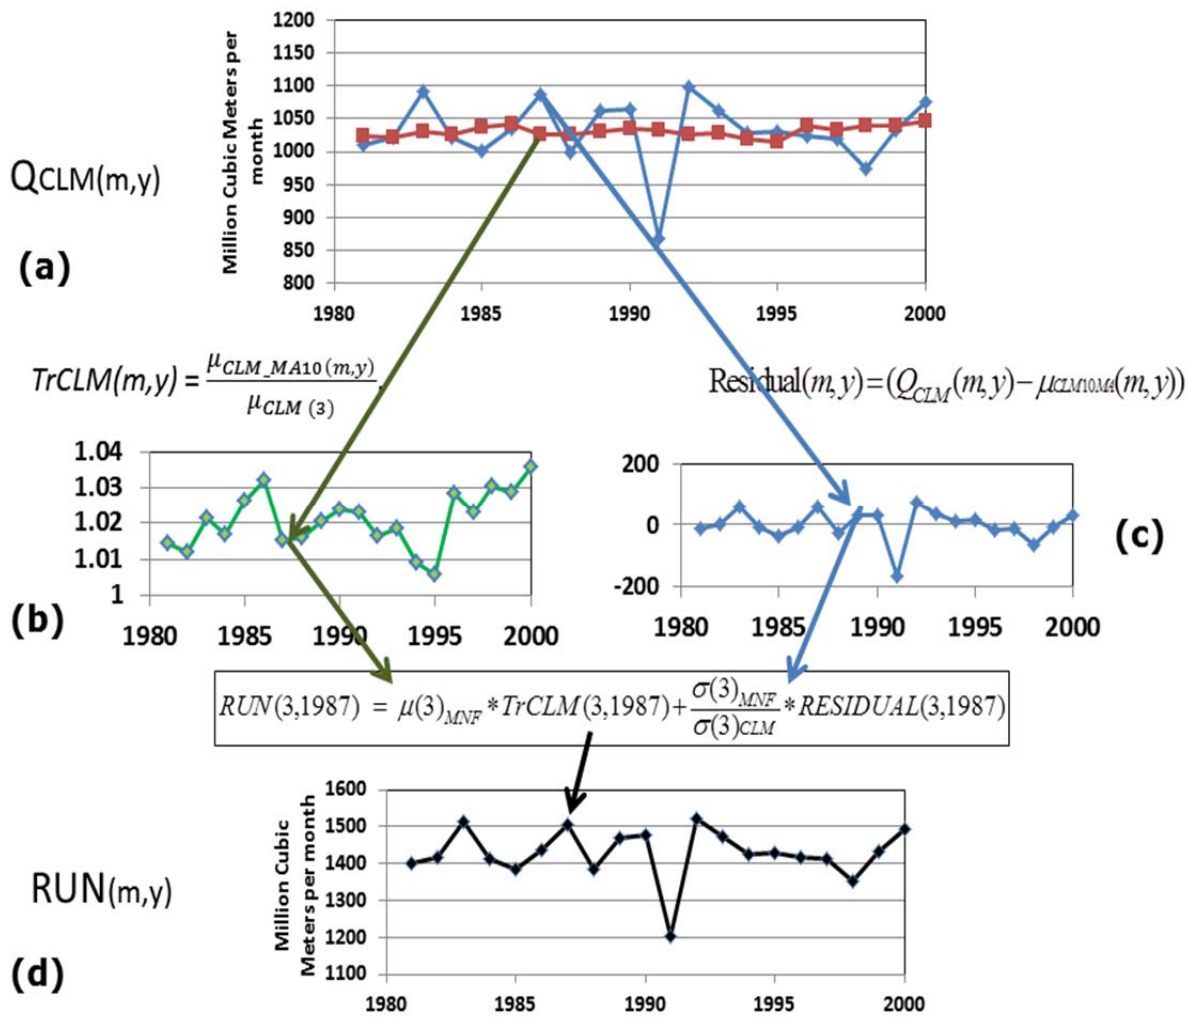 1200
1150
1100
1050
1000
950
900
850
800
Million Cubic Meters per
month
QCLM(m,y)
(a)
1980 1985 1990 1995 2000
TrCLM(m,y) = μCLM_MA10(m,y)
μCLM (3)
Residual(m,y)=(QCLM(m,y)−μCLM10MA(m,y))
1.04
1.03
1.02
1.01
1
(b)
1980 1985 1990 1995 2000
200
0
-200
(c)
1980 1985 1990 1995 2000
RUN(3,1987) = μ(3)MNF *TrCLM(3,1987)+ σ(3)MNF
σ(3)CLM *RESIDUAL(3,1987)
1600
1500
1400
1300
1200
1100
Million Cubic
Meters per month
RUN(m,y)
(d)
1980 1985 1990 1995 2000